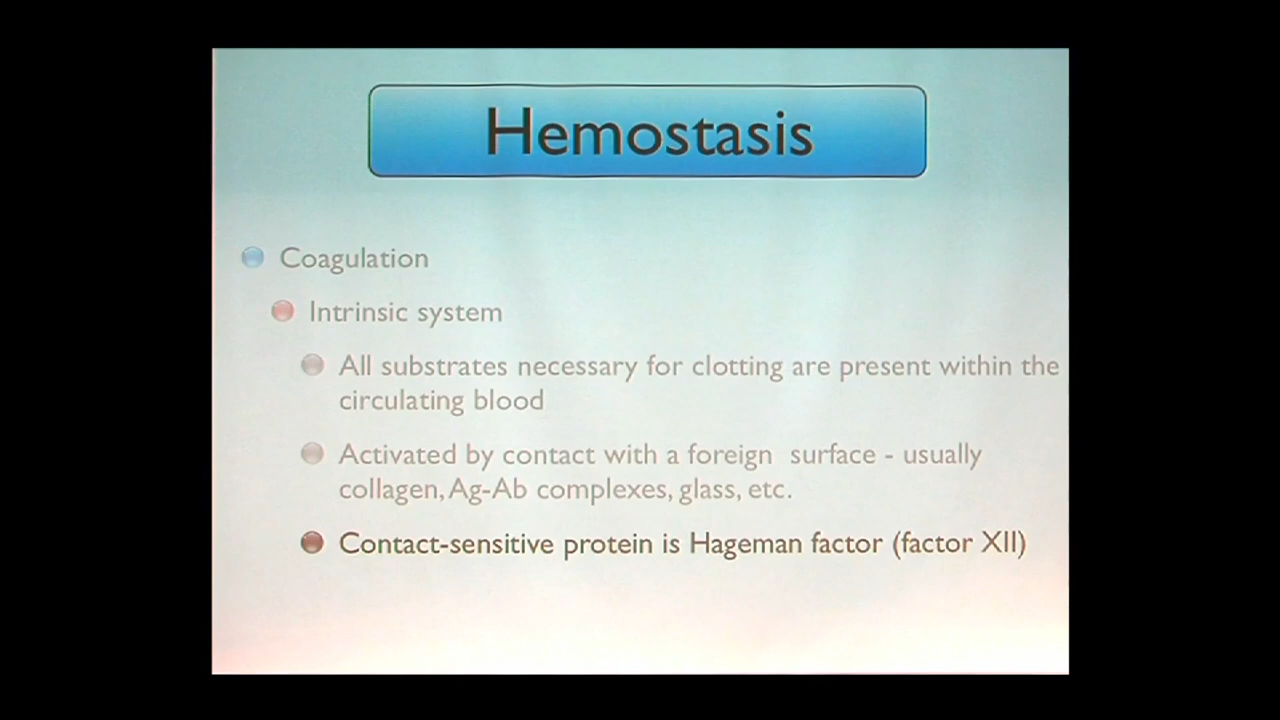 Hemostasis
Coagulation
Intrinsic system
All substrates necessary for clotting are present within the
circulating blood
Activated by contact with a foreign  surface - usually
collagen, Ag-Ab complexes, glass, etc.
Contact-sensitive protein is Hageman factor (factor XII)